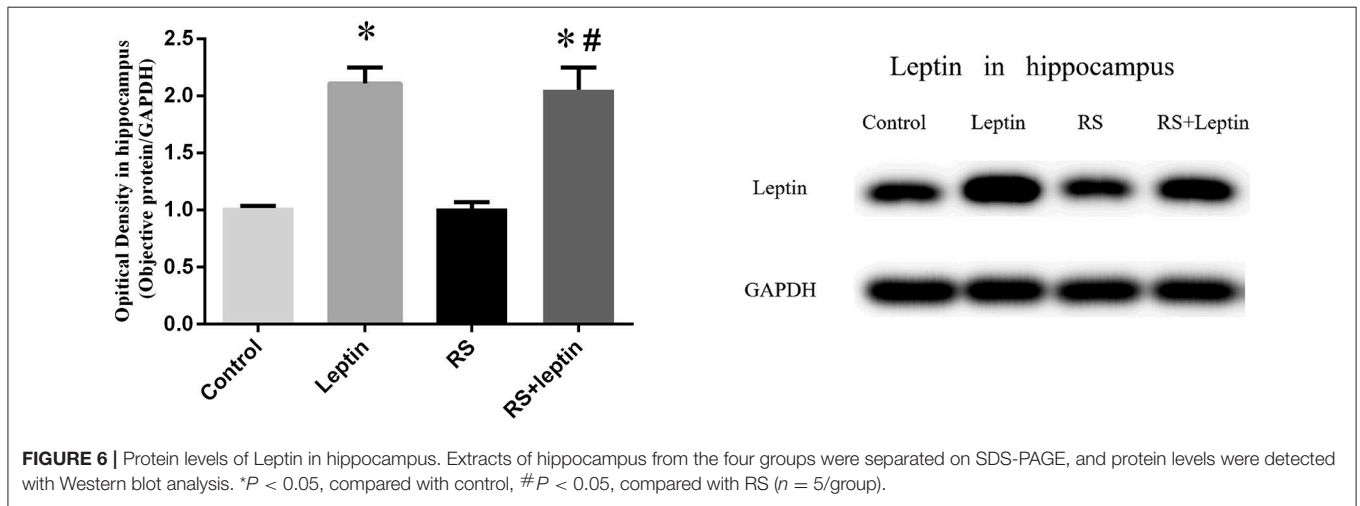 Opitical Density in hippocampus
(Objective protein/GAPDH)
2.5
2.0
1.5
1.0
0.5
0.0
*
* #
Control
Leptin
RS
RS+leptin
Leptin in hippocampus
Control Leptin RS RS+Leptin
Leptin
GAPDH
FIGURE 6 | Protein levels of Leptin in hippocampus. Extracts of hippocampus from the four groups were separated on SDS-PAGE, and protein levels were detected
with Western blot analysis. *P < 0.05, compared with control, #P < 0.05, compared with RS (n = 5/group).